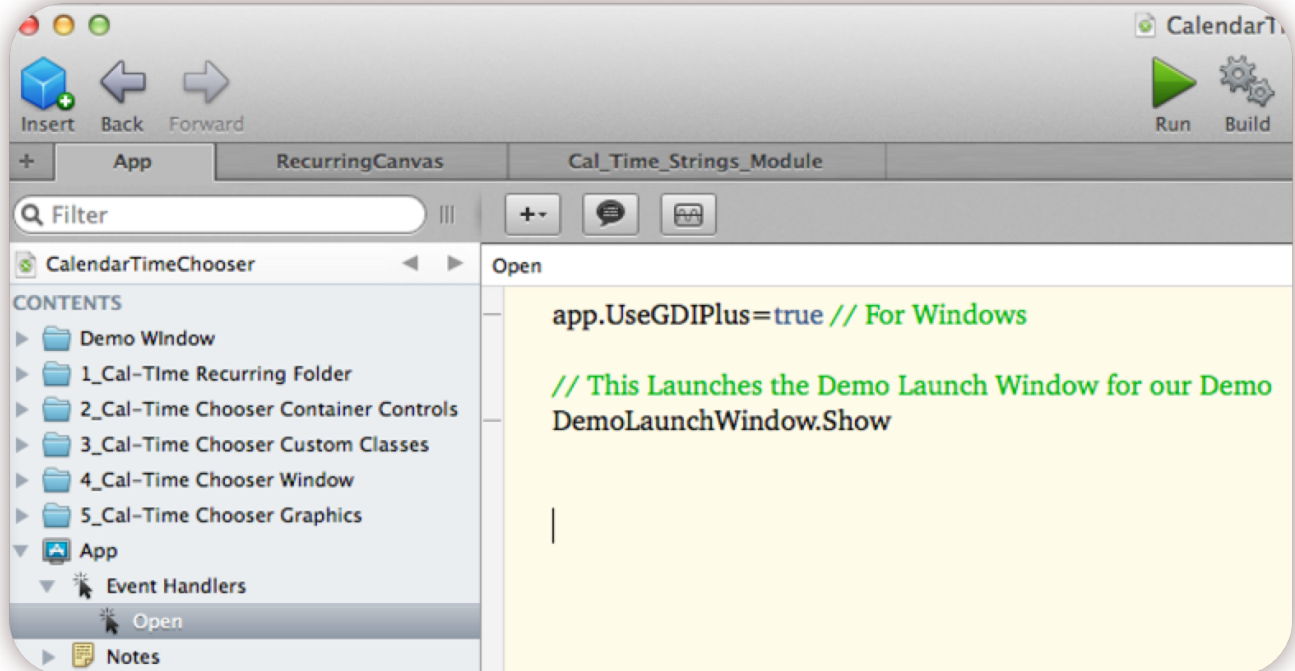 CalendarTi
Insert Back Forward Run Build
+ App RecurringCanvas Cal_Time_Strings_Module
Filter
CalendarTimeChooser
Open
CONTENTS
Demo WIndow
1_Cal-TIme Recurring Folder
2_Cal-Time Chooser Container Controls
3_Cal-Time Chooser Custom Classes
4_Cal-Time Chooser Window
5_Cal-Time Chooser Graphics
App
Event Handlers
Open
Notes
app.UseGDIPlus=true // For Windows
// This Launches the Demo Launch Window for our Demo
DemoLaunchWindow.Show